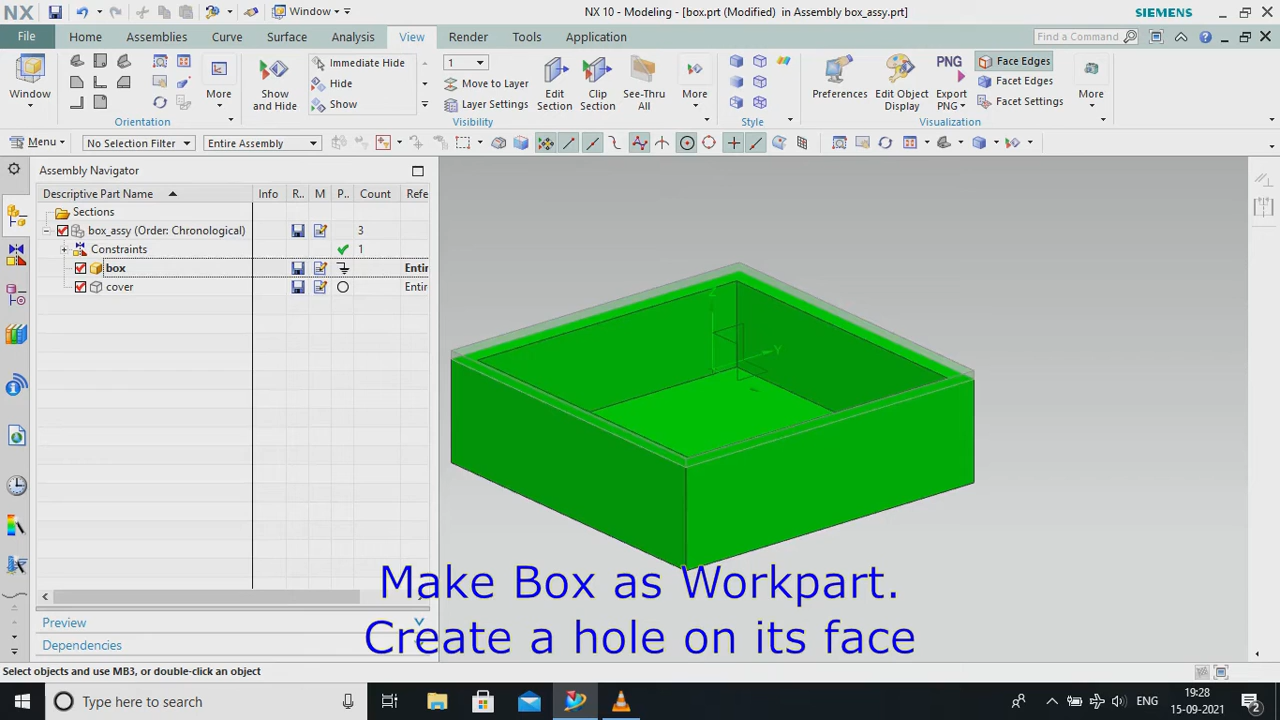 NX
Window
NX 10 - Modeling - [box.prt (Modified) in Assembly box_assy.prt]
SIEMENS
File
Home
Assemblies
Curve
Surface
Analysis
View
Render
Tools
Application
Find a Command
Window
More
Orientation
Show and Hide
Immediate Hide
Hide
Show
1
Move to Layer
Layer Settings
Visibility
Edit Section
Clip Section
See-Thru All
More
Style
Preferences
Edit Object Display
PNG
Export PNG
Face Edges
Facet Edges
Facet Settings
More
Visualization
Menu
No Selection Filter
Entire Assembly
Assembly Navigator
Descriptive Part Name
Info
R..
M
P..
Count
Refe
Sections
box_assy (Order: Chronological)
3
Constraints
1
box
Entir
cover
Entir
Z
Y
Preview
Dependencies
Make Box as Workpart.
Create a hole on its face
Select objects and use MB3, or double-click an object
Type here to search
ENG
19:28
15-09-2021
2